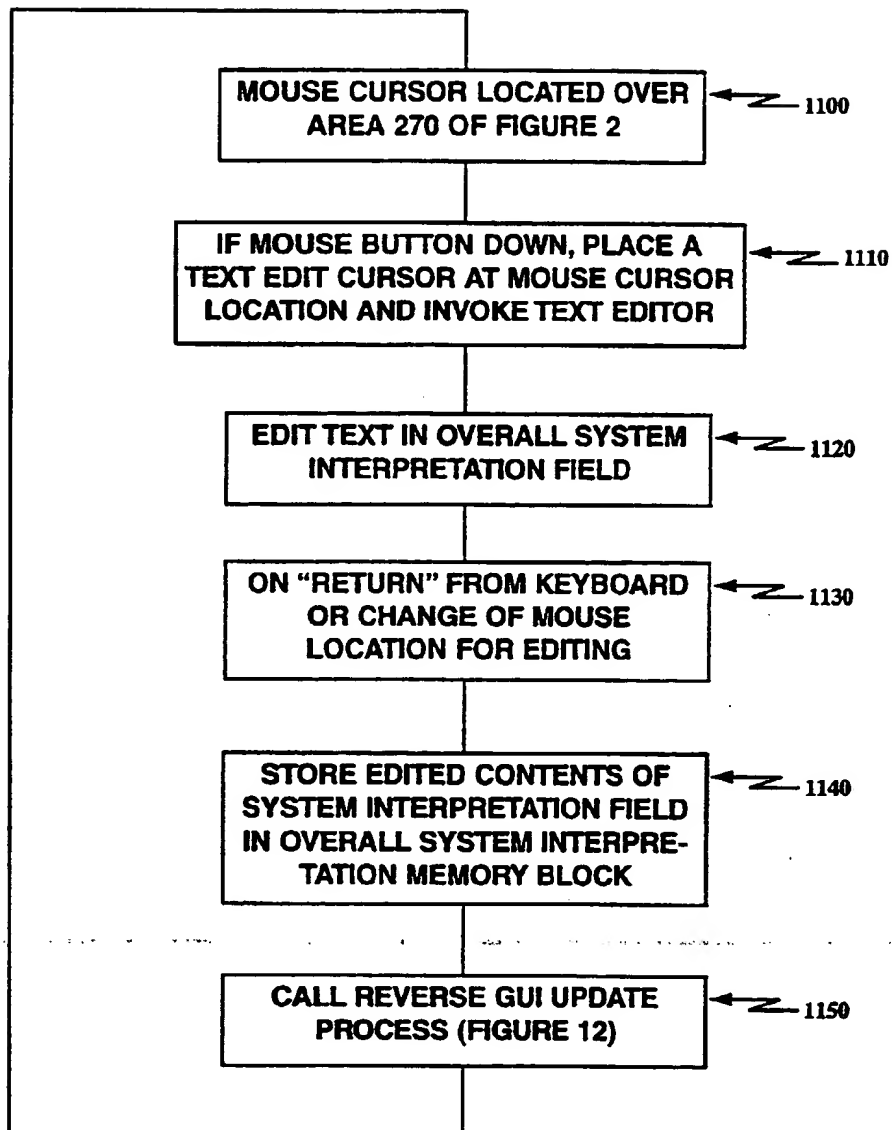 MOUSE CURSOR LOCATED OVER
AREA 270 OF FIGURE 2
1100
IF MOUSE BUTTON DOWN, PLACE A
TEXT EDIT CURSOR AT MOUSE CURSOR
LOCATION AND INVOKE TEXT EDITOR
1110
EDIT TEXT IN OVERALL SYSTEM
INTERPRETATION FIELD
1120
ON “RETURN” FROM KEYBOARD
OR CHANGE OF MOUSE
LOCATION FOR EDITING
1130
STORE EDITED CONTENTS OF
SYSTEM INTERPRETATION FIELD
IN OVERALL SYSTEM INTERPRE-
TATION MEMORY BLOCK
1140
CALL REVERSE GUI UPDATE
PROCESS (FIGURE 12)
1150